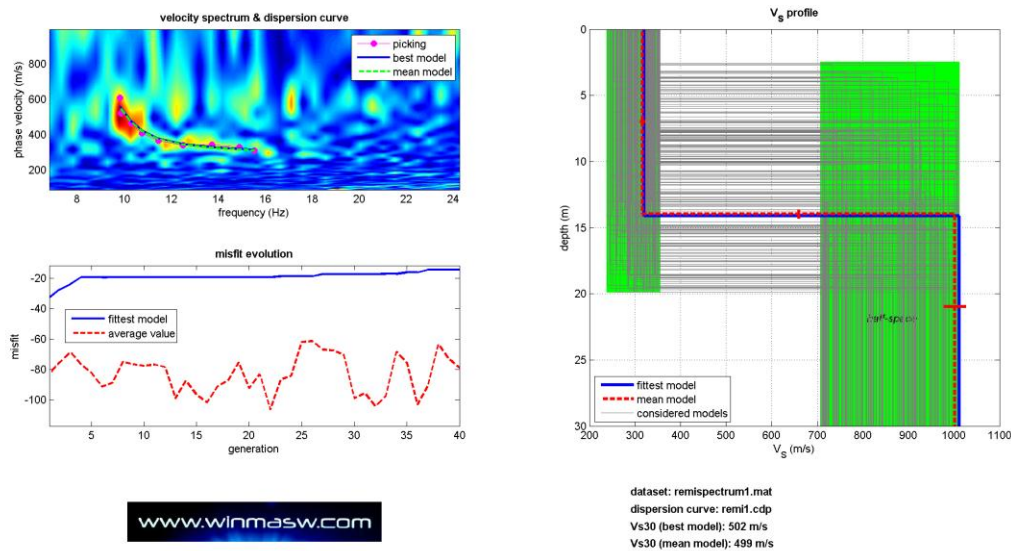 velocity spectrum & dispersion curve
800
600
400
200
phase velocity (m/s)
picking
best model
mean model
8 10 12 14 16 18 20 22 24
frequency (Hz)
misfit evolution
-20
-40
-60
-80
-100
misfit
fittest model
average value
5 10 15 20 25 30 35 40
generation
www.winmasw.com
VS profile
0
5
10
15
20
25
30
depth (m)
half-space
fittest model
mean model
considered models
200 300 400 500 600 700 800 900 1000 1100
VS (m/s)
dataset: remispectrum1.mat
dispersion curve: remi1.cdp
Vs30 (best model): 502 m/s
Vs30 (mean model): 499 m/s